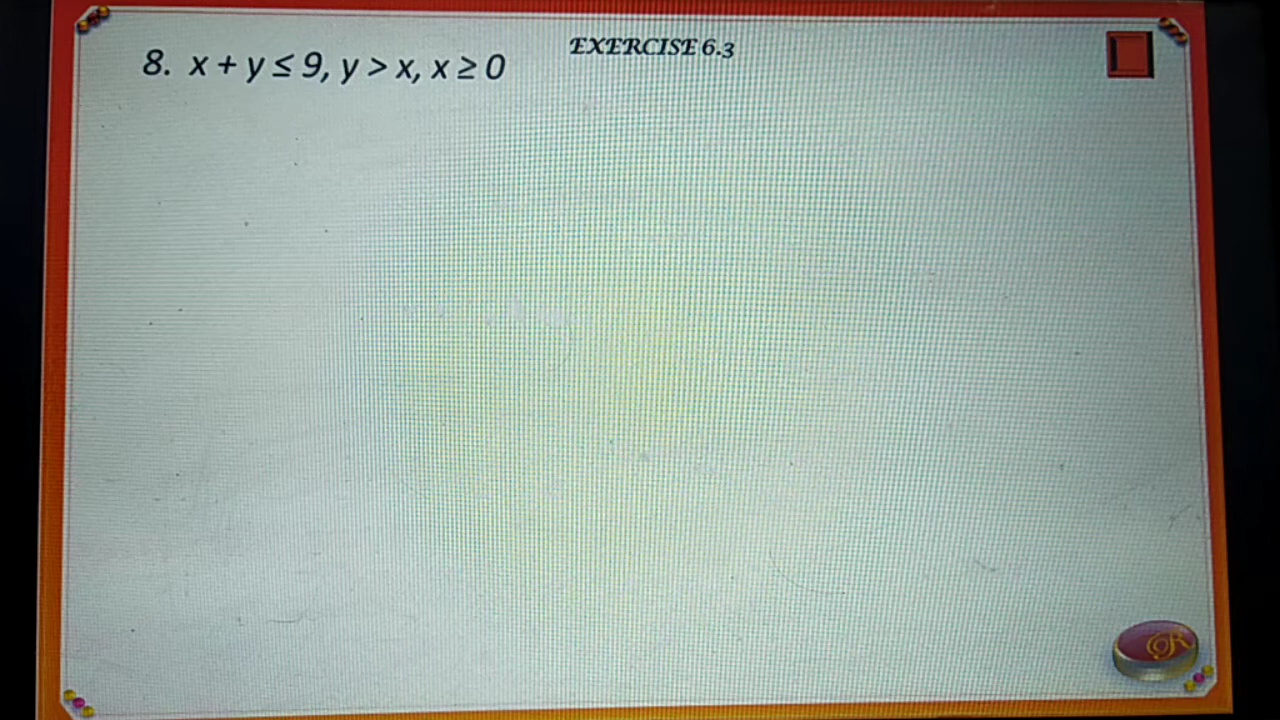 EXERCISE 6.3
8. x + y ≤ 9, y > x, x ≥ 0